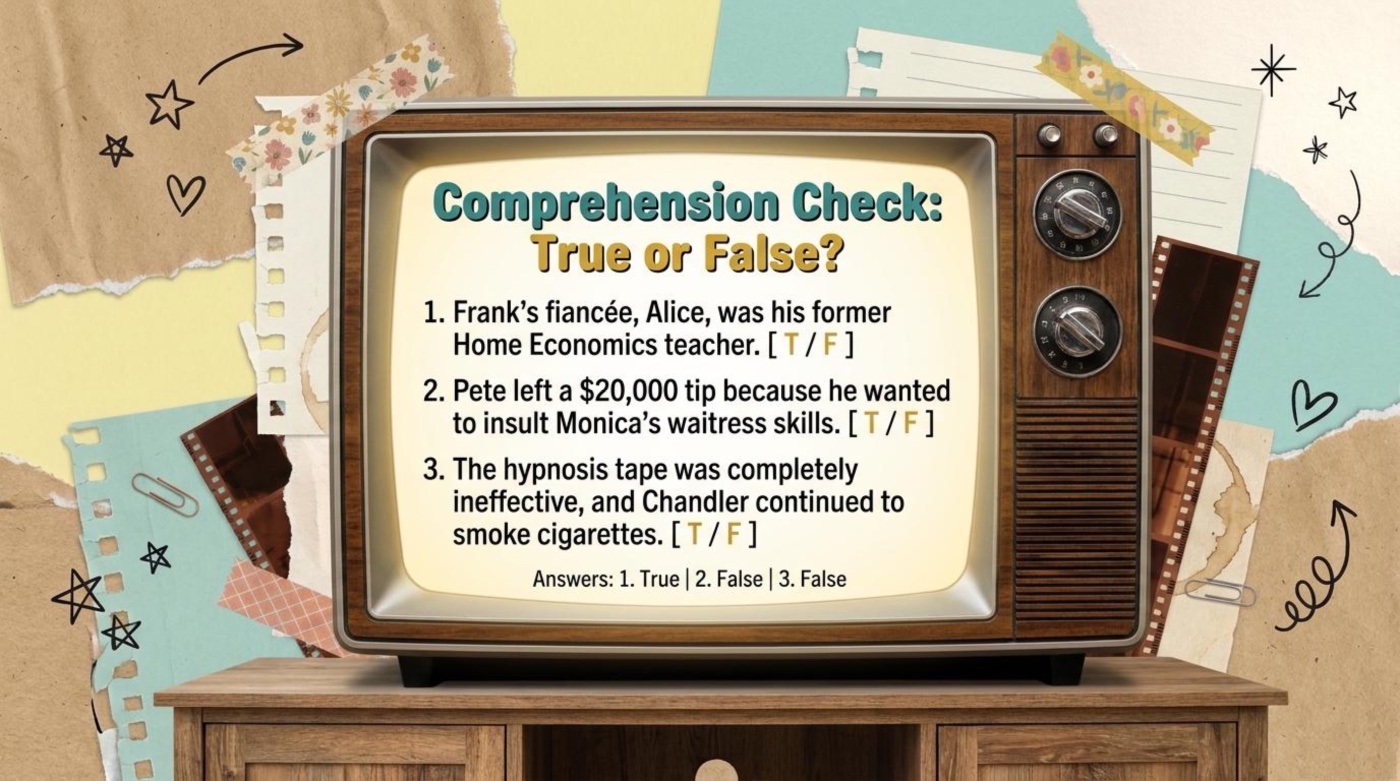 Comprehension Check:
True or False?
1. Frank's fiancée, Alice, was his former
Home Economics teacher. [ T / F ]
2. Pete left a $20,000 tip because he wanted
to insult Monica's waitress skills. [ T / F ]
3. The hypnosis tape was completely
ineffective, and Chandler continued to
smoke cigarettes. [ T / F ]
Answers: 1. True | 2. False | 3. False